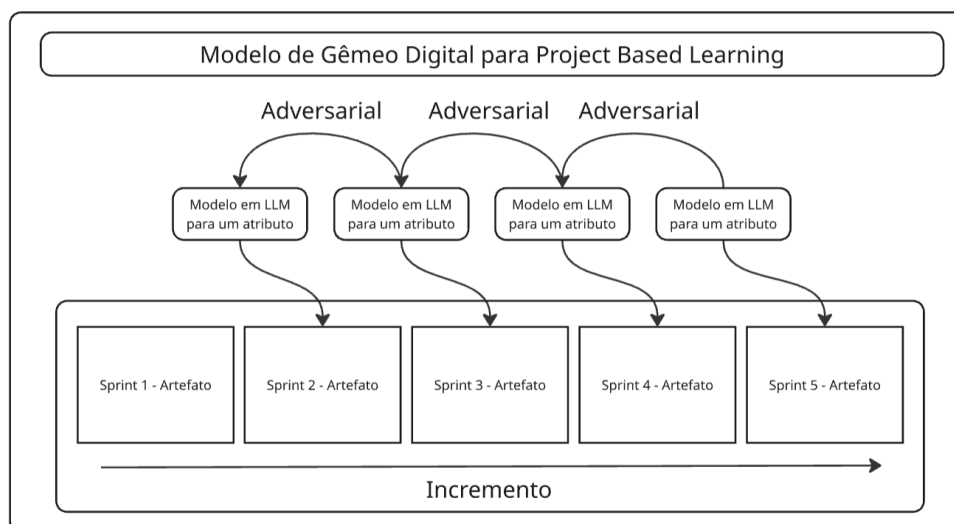 Modelo de Gêmeo Digital para Project Based Learning
Adversarial
Adversarial
Adversarial
Modelo em LLM
para um atributo
Modelo em LLM
para um atributo
Modelo em LLM
para um atributo
Modelo em LLM
para um atributo
Sprint 1 - Artefato
Sprint 2 - Artefato
Sprint 3 - Artefato
Sprint 4 - Artefato
Sprint 5 - Artefato
Incremento